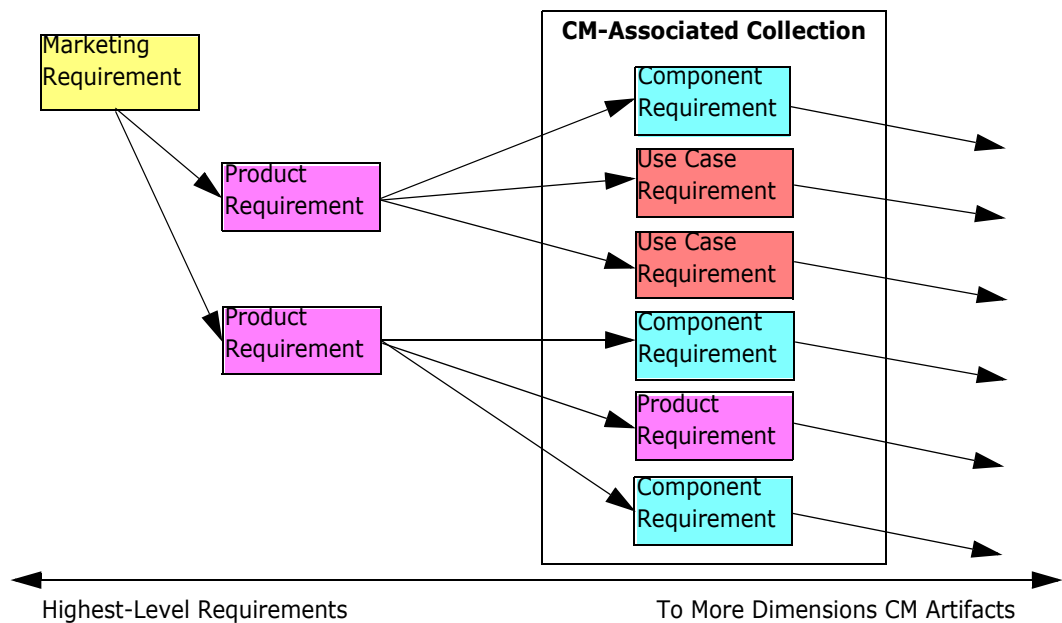 CM-Associated Collection
Marketing
Requirement
Component
Requirement
Product
Requirement
Use Case
Requirement
Use Case
Requirement
Product
Requirement
Component
Requirement
Product
Requirement
Component
Requirement
Highest-Level Requirements
To More Dimensions CM Artifacts